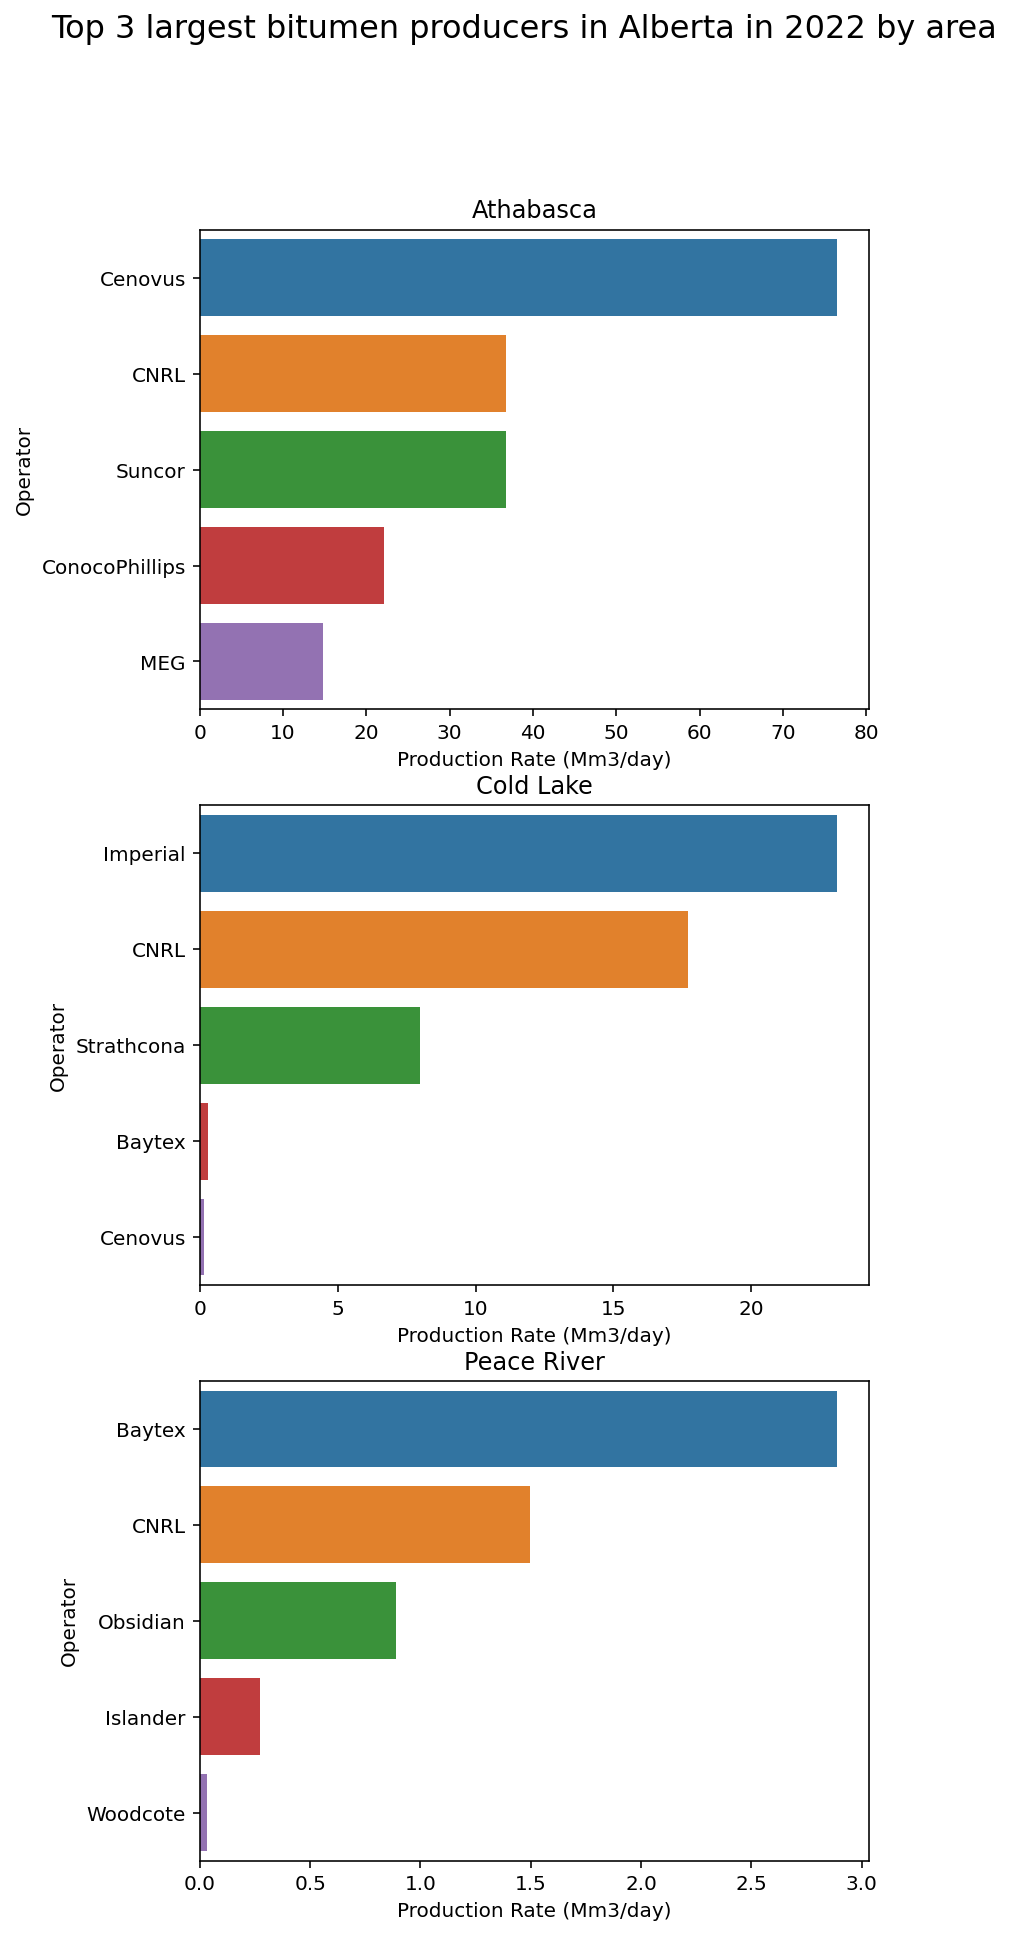 Top 3 largest bitumen producers in Alberta in 2022 by area
Athabasca
Operator
Cenovus
CNRL
Suncor
ConocoPhillips
MEG
0 10 20 30 40 50 60 70 80
Production Rate (Mm3/day)
Cold Lake
Operator
Imperial
CNRL
Strathcona
Baytex
Cenovus
0 5 10 15 20
Production Rate (Mm3/day)
Peace River
Operator
Baytex
CNRL
Obsidian
Islander
Woodcote
0.0 0.5 1.0 1.5 2.0 2.5 3.0
Production Rate (Mm3/day)